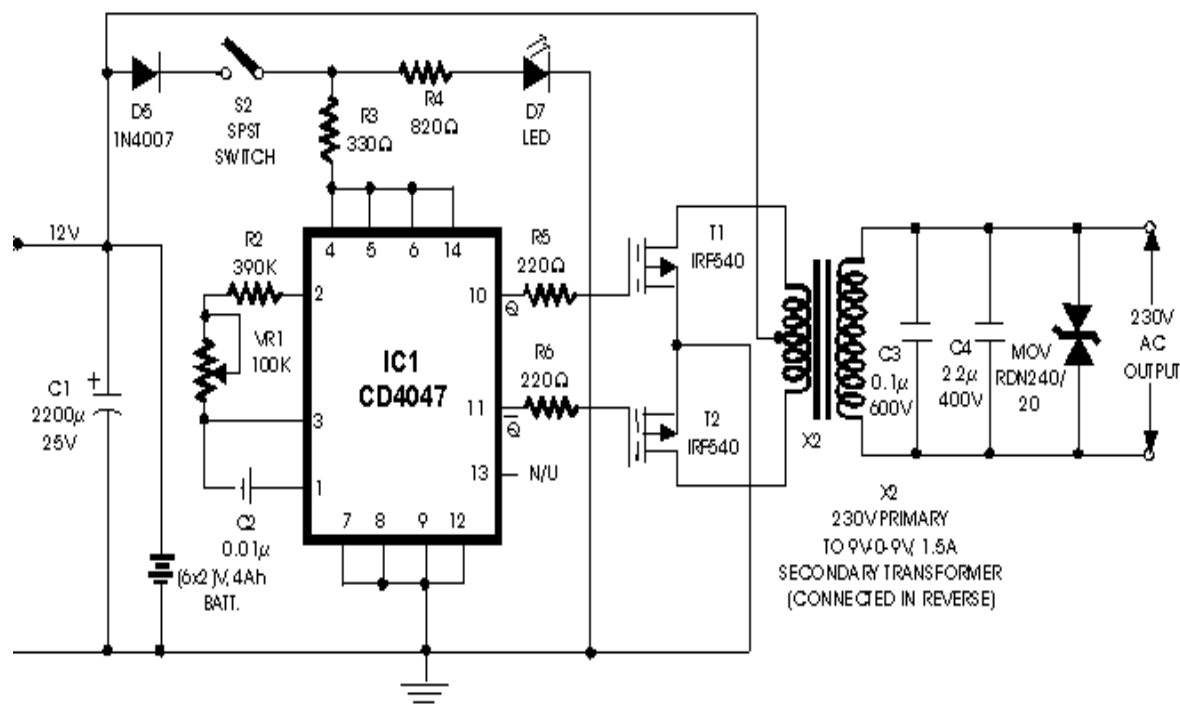 D5
1N4007
S2
SPST
SWITCH
R3
330Ω
R4
820Ω
D7
LED
12V
R2
390K
VR1
100K
C1
2200µ
25V
+
4
5
6
14
2
3
1
10
11
13
7
8
9
12
IC1
CD4047
Q
Q̅
N/U
R5
220Ω
R6
220Ω
T1
IRF540
T2
IRF540
C2
0.01µ
(6x2)V, 4Ah
BATT.
X2
C3
0.1µ
600V
C4
2.2µ
400V
MOV
RDN240/
20
230V
AC
OUTPUT
X2
230V PRIMARY
TO 9V-0-9V, 1.5A
SECONDARY TRANSFORMER
(CONNECTED IN REVERSE)